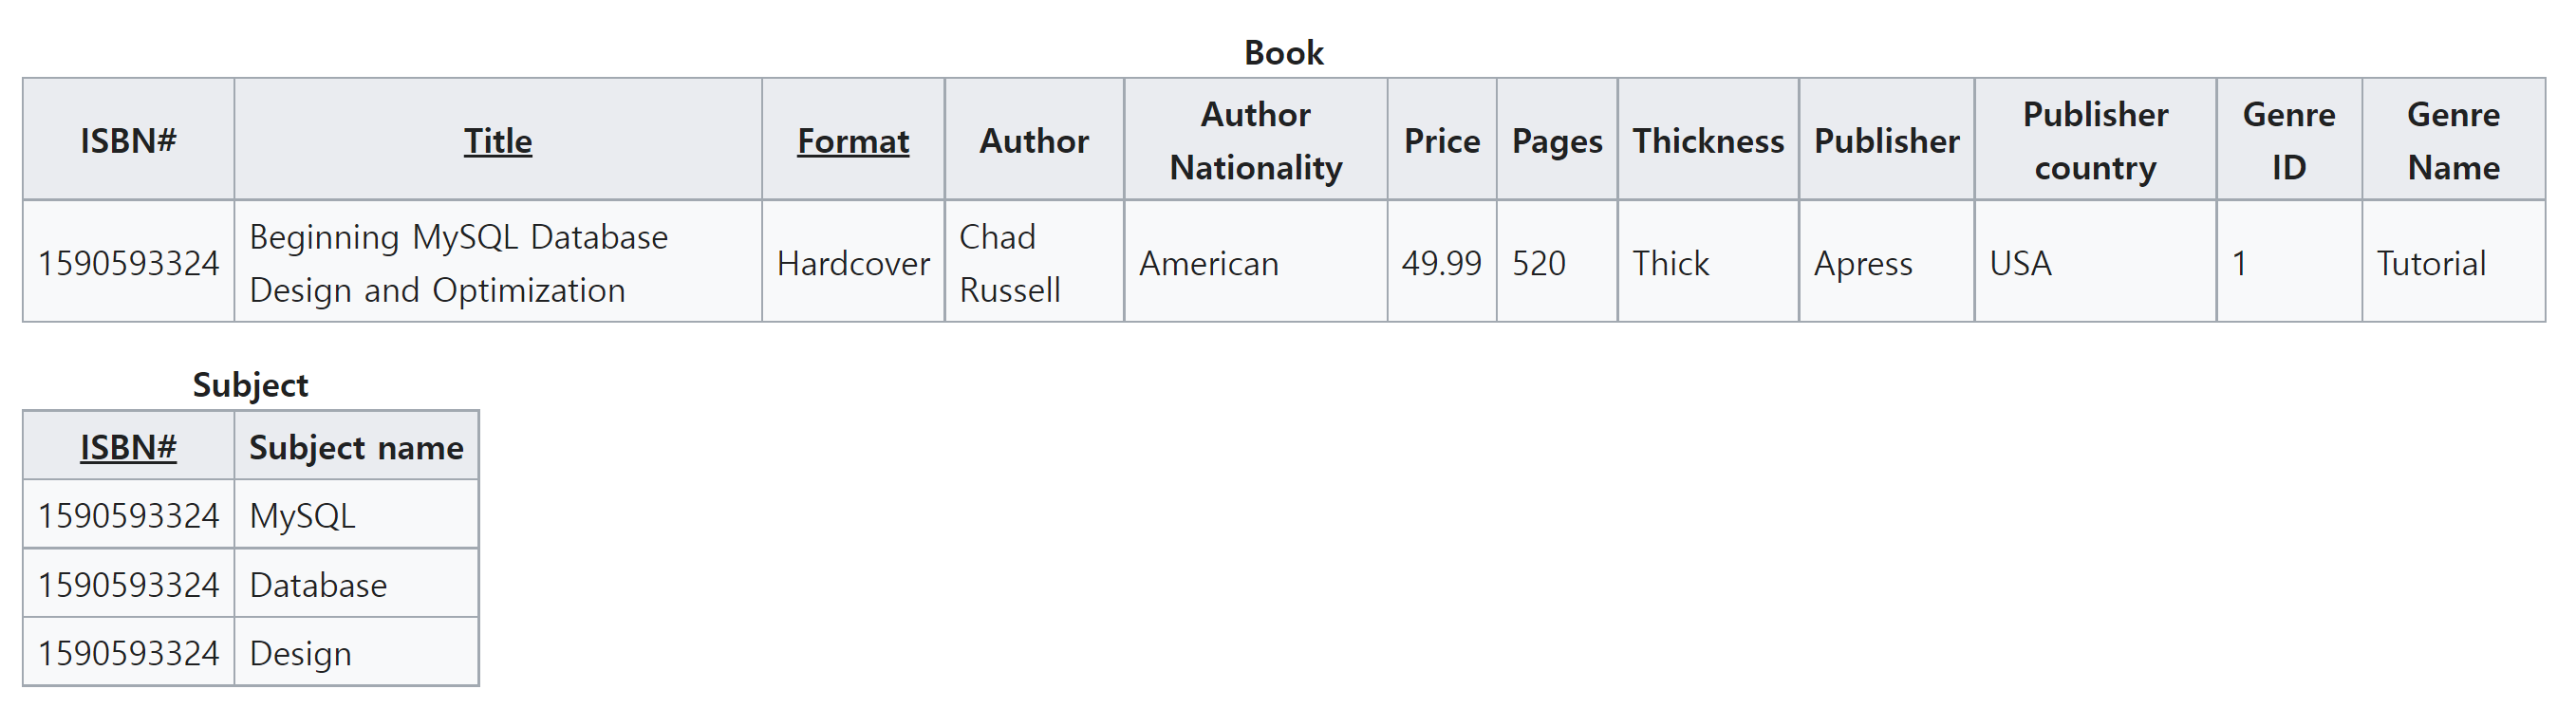 Book
ISBN# Title Format Author Author Nationality Price Pages Thickness Publisher Publisher country Genre ID Genre Name
1590593324 Beginning MySQL Database Design and Optimization Hardcover Chad Russell American 49.99 520 Thick Apress USA 1 Tutorial
Subject
ISBN# Subject name
1590593324 MySQL
1590593324 Database
1590593324 Design